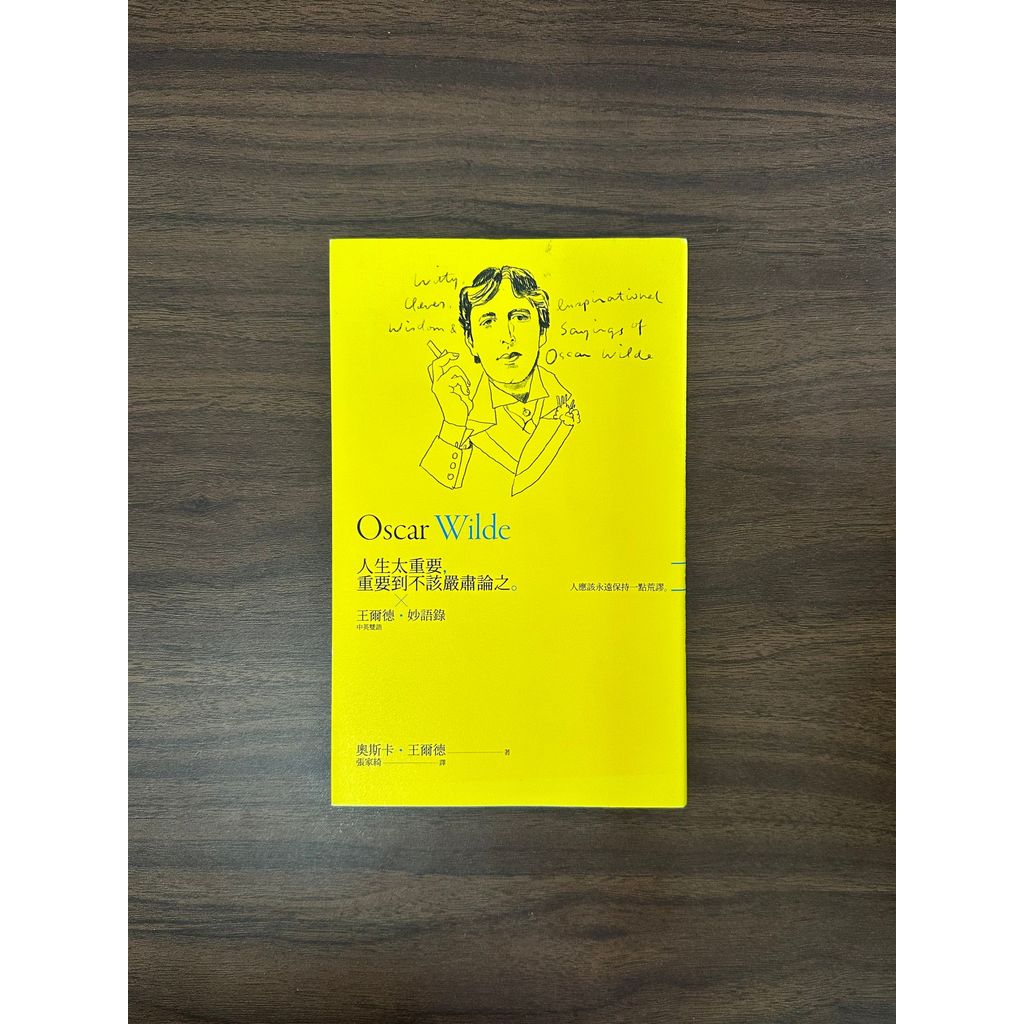 Witty,
Clever,
Wisdom &
Inspirational
Sayings of
Oscar Wilde
Oscar Wilde
人生太重要,
重要到不該嚴肅論之。
×
王爾德・妙語錄
中英雙語
人應該永遠保持一點荒謬。
奧斯卡・王爾德 著
張家綺 譯